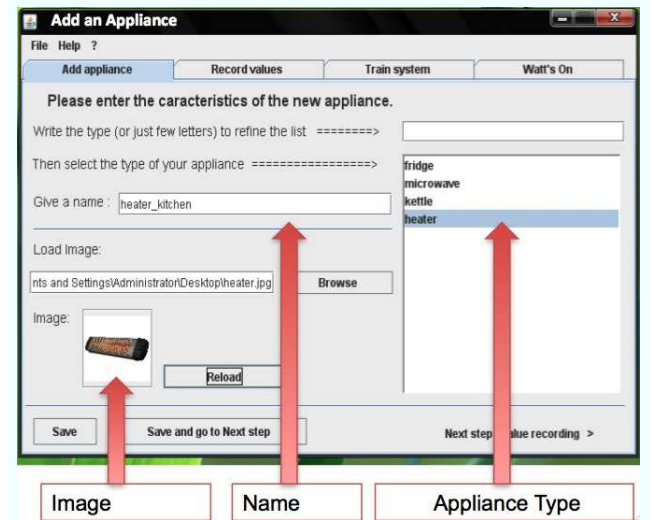 Add an Appliance
File Help ?
Add appliance Record values Train system Watt's On
Please enter the caracteristics of the new appliance.
Write the type (or just few letters) to refine the list ========>
Then select the type of your appliance ==================>
fridge
microwave
kettle
heater
Give a name : heater_kitchen
Load Image:
nts and Settings\Administrator\Desktop\heater.jpg Browse
Image:
Reload
Save Save and go to Next step Next step recording >
Image Name Appliance Type